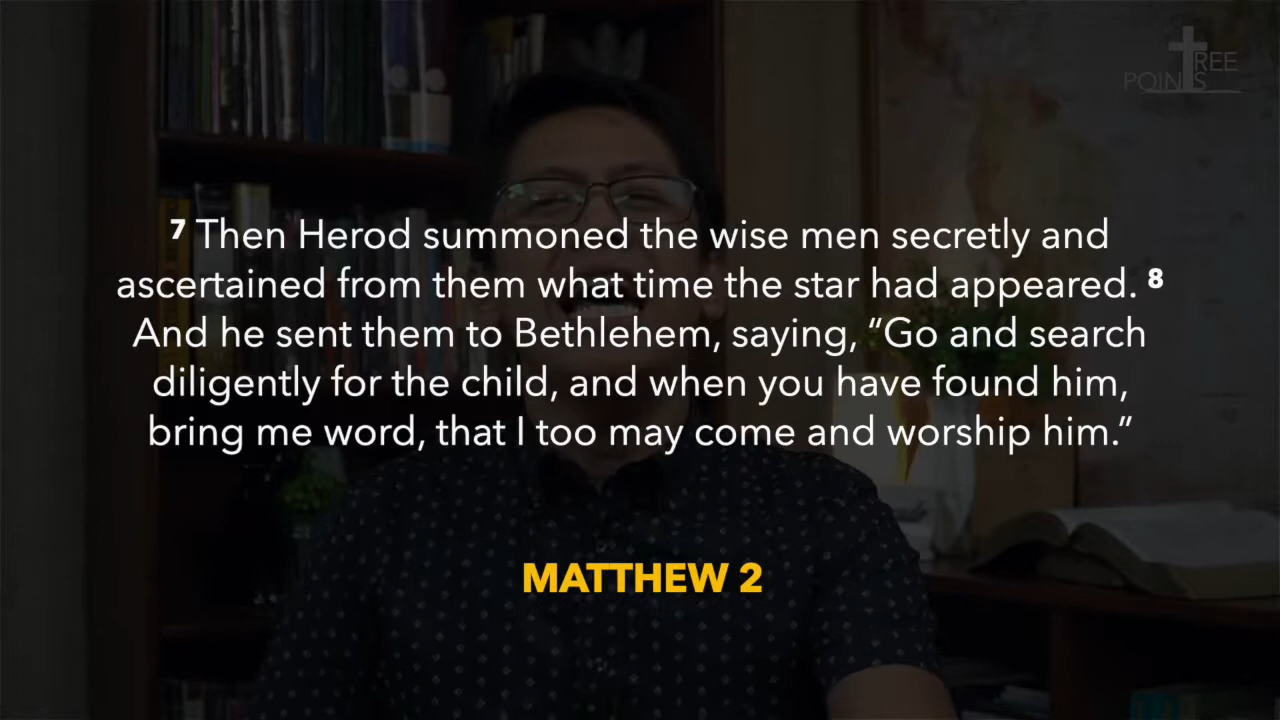 TREE
POINTS
7 Then Herod summoned the wise men secretly and
ascertained from them what time the star had appeared. 8
And he sent them to Bethlehem, saying, “Go and search
diligently for the child, and when you have found him,
bring me word, that I too may come and worship him.”
MATTHEW 2